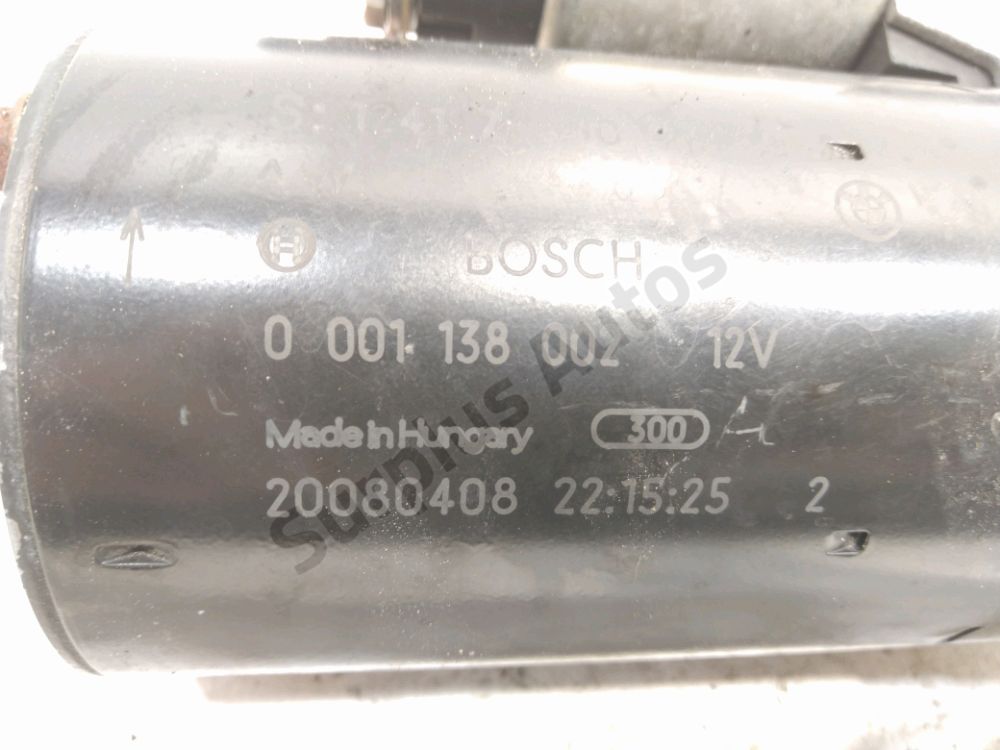 BOSCH
0 001 138 002 12V
Made in Hungary 300
20080408 22:15:25 2
Surplus Autos